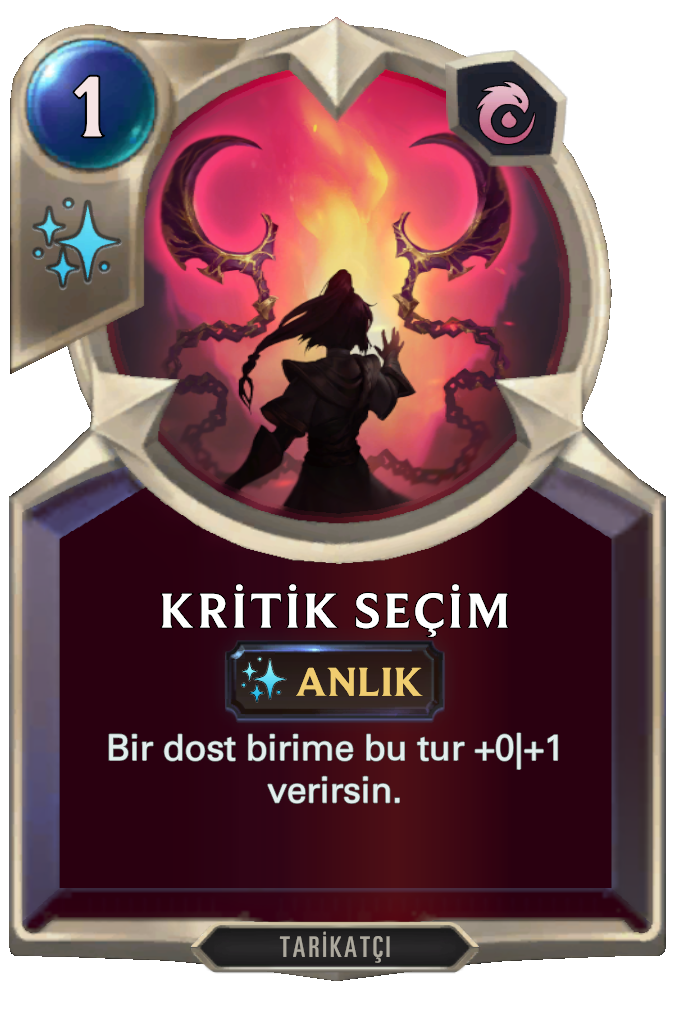 1
KRİTİK SEÇİM
ANLIK
Bir dost birime bu tur +0|+1
verirsin.
TARİKATÇI